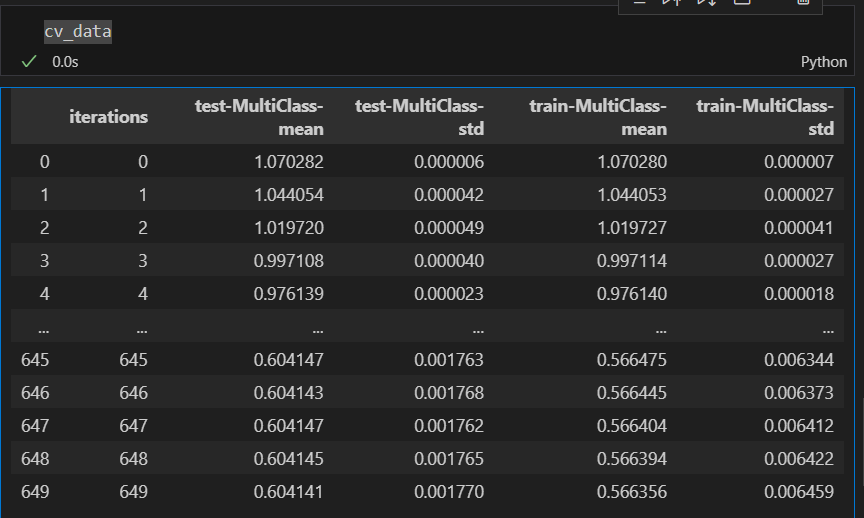 cv_data
0.0s Python
iterations test-MultiClass-mean test-MultiClass-std train-MultiClass-mean train-MultiClass-std
0 0 1.070282 0.000006 1.070280 0.000007
1 1 1.044054 0.000042 1.044053 0.000027
2 2 1.019720 0.000049 1.019727 0.000041
3 3 0.997108 0.000040 0.997114 0.000027
4 4 0.976139 0.000023 0.976140 0.000018
... ... ... ... ... ...
645 645 0.604147 0.001763 0.566475 0.006344
646 646 0.604143 0.001768 0.566445 0.006373
647 647 0.604147 0.001762 0.566404 0.006412
648 648 0.604145 0.001765 0.566394 0.006422
649 649 0.604141 0.001770 0.566356 0.006459